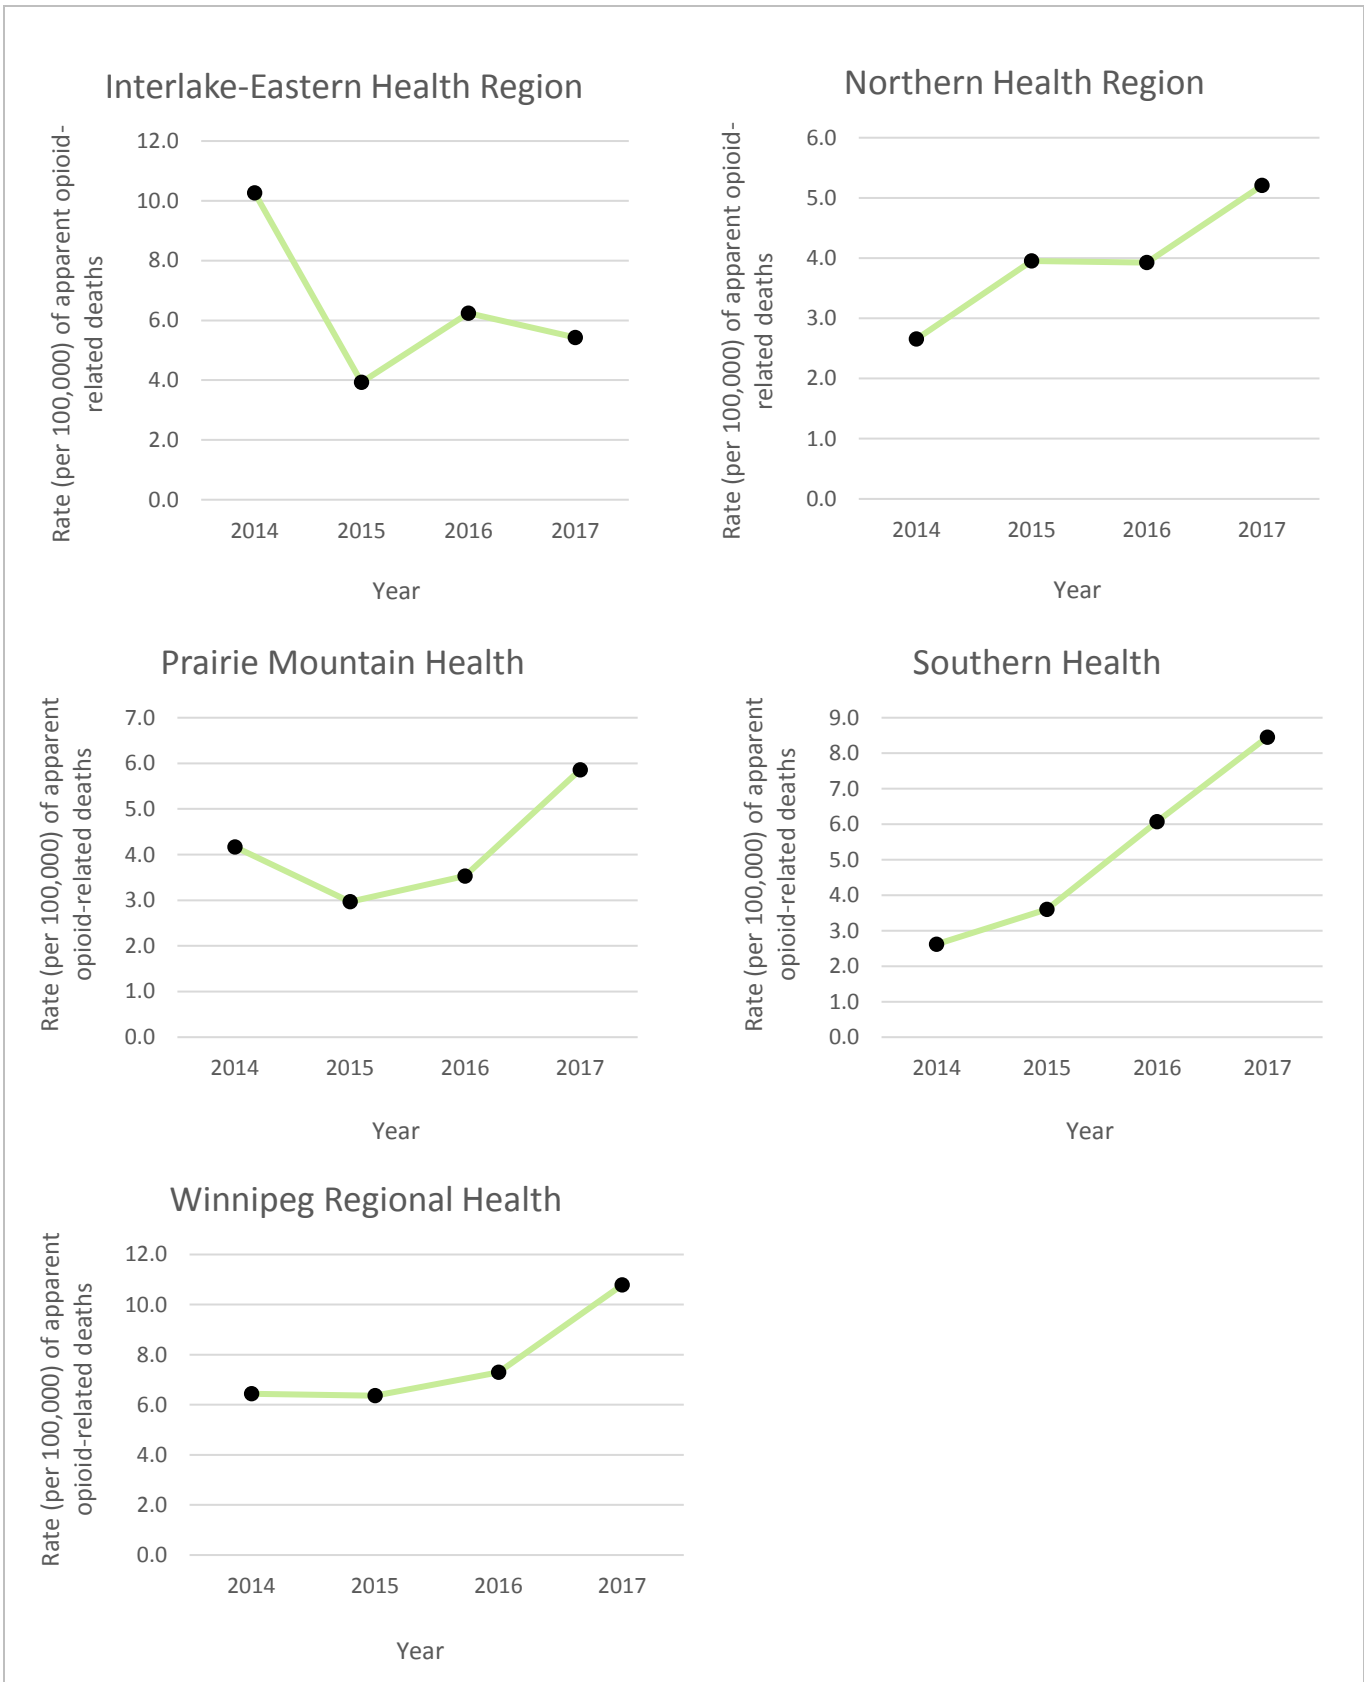 Interlake-Eastern Health Region
Rate (per 100,000) of apparent opioid-
related deaths
12.0
10.0
8.0
6.0
4.0
2.0
0.0
2014 2015 2016 2017
Year
Northern Health Region
Rate (per 100,000) of apparent opioid-
related deaths
6.0
5.0
4.0
3.0
2.0
1.0
0.0
2014 2015 2016 2017
Year
Prairie Mountain Health
Rate (per 100,000) of apparent
opioid-related deaths
7.0
6.0
5.0
4.0
3.0
2.0
1.0
0.0
2014 2015 2016 2017
Year
Southern Health
Rate (per 100,000) of apparent
opioid-related deaths
9.0
8.0
7.0
6.0
5.0
4.0
3.0
2.0
1.0
0.0
2014 2015 2016 2017
Year
Winnipeg Regional Health
Rate (per 100,000) of apparent
opioid-related deaths
12.0
10.0
8.0
6.0
4.0
2.0
0.0
2014 2015 2016 2017
Year